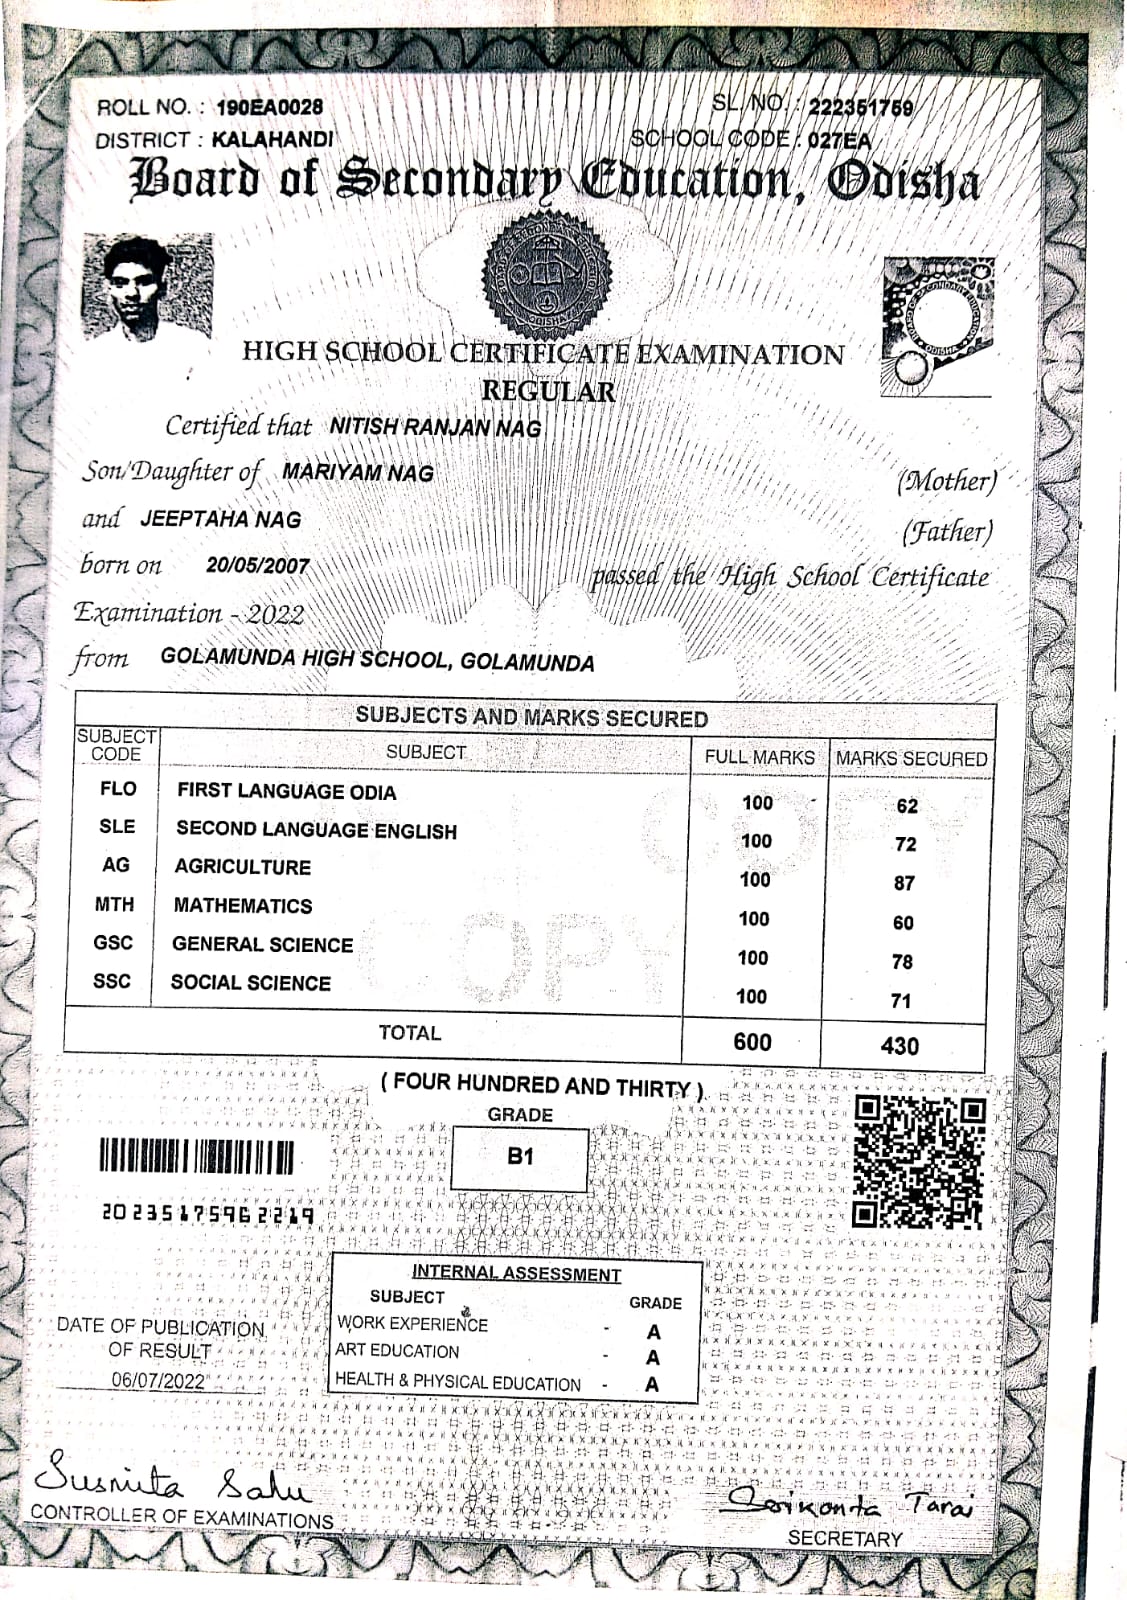 ROLL NO. : 190EA0028
SL. NO. : 222351759
DISTRICT : KALAHANDI
SCHOOL CODE : 027EA
Board of Secondary Education, Odisha
HIGH SCHOOL CERTIFICATE EXAMINATION
REGULAR
Certified that NITISH RANJAN NAG
Son/Daughter of MARIYAM NAG (Mother)
and JEEPTAHA NAG (Father)
born on 20/05/2007 passed the High School Certificate
Examination - 2022
from GOLAMUNDA HIGH SCHOOL, GOLAMUNDA
SUBJECTS AND MARKS SECURED
SUBJECT CODE SUBJECT FULL MARKS MARKS SECURED
FLO FIRST LANGUAGE ODIA 100 62
SLE SECOND LANGUAGE ENGLISH 100 72
AG AGRICULTURE 100 87
MTH MATHEMATICS 100 60
GSC GENERAL SCIENCE 100 78
SSC SOCIAL SCIENCE 100 71
COPY
COPY
TOTAL 600 430
( FOUR HUNDRED AND THIRTY )
GRADE
B1
20235175962219
INTERNAL ASSESSMENT
SUBJECT GRADE
WORK EXPERIENCE - A
ART EDUCATION - A
HEALTH & PHYSICAL EDUCATION - A
DATE OF PUBLICATION
OF RESULT
06/07/2022
Susmita Sahu
CONTROLLER OF EXAMINATIONS
Srikanta Tarai
SECRETARY